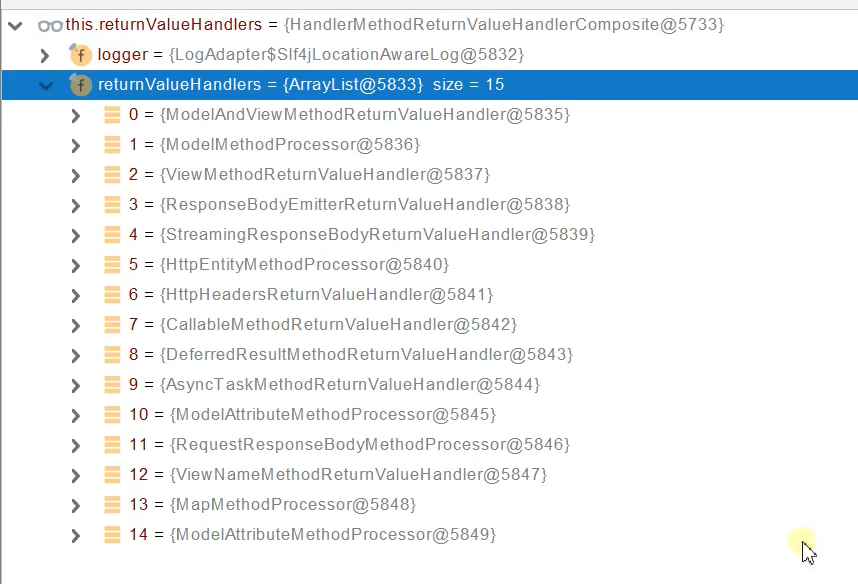 this.returnValueHandlers = {HandlerMethodReturnValueHandlerComposite@5733}
f logger = {LogAdapter$Slf4jLocationAwareLog@5832}
f returnValueHandlers = {ArrayList@5833} size = 15
0 = {ModelAndViewMethodReturnValueHandler@5835}
1 = {ModelMethodProcessor@5836}
2 = {ViewMethodReturnValueHandler@5837}
3 = {ResponseBodyEmitterReturnValueHandler@5838}
4 = {StreamingResponseBodyReturnValueHandler@5839}
5 = {HttpEntityMethodProcessor@5840}
6 = {HttpHeadersReturnValueHandler@5841}
7 = {CallableMethodReturnValueHandler@5842}
8 = {DeferredResultMethodReturnValueHandler@5843}
9 = {AsyncTaskMethodReturnValueHandler@5844}
10 = {ModelAttributeMethodProcessor@5845}
11 = {RequestResponseBodyMethodProcessor@5846}
12 = {ViewNameMethodReturnValueHandler@5847}
13 = {MapMethodProcessor@5848}
14 = {ModelAttributeMethodProcessor@5849}